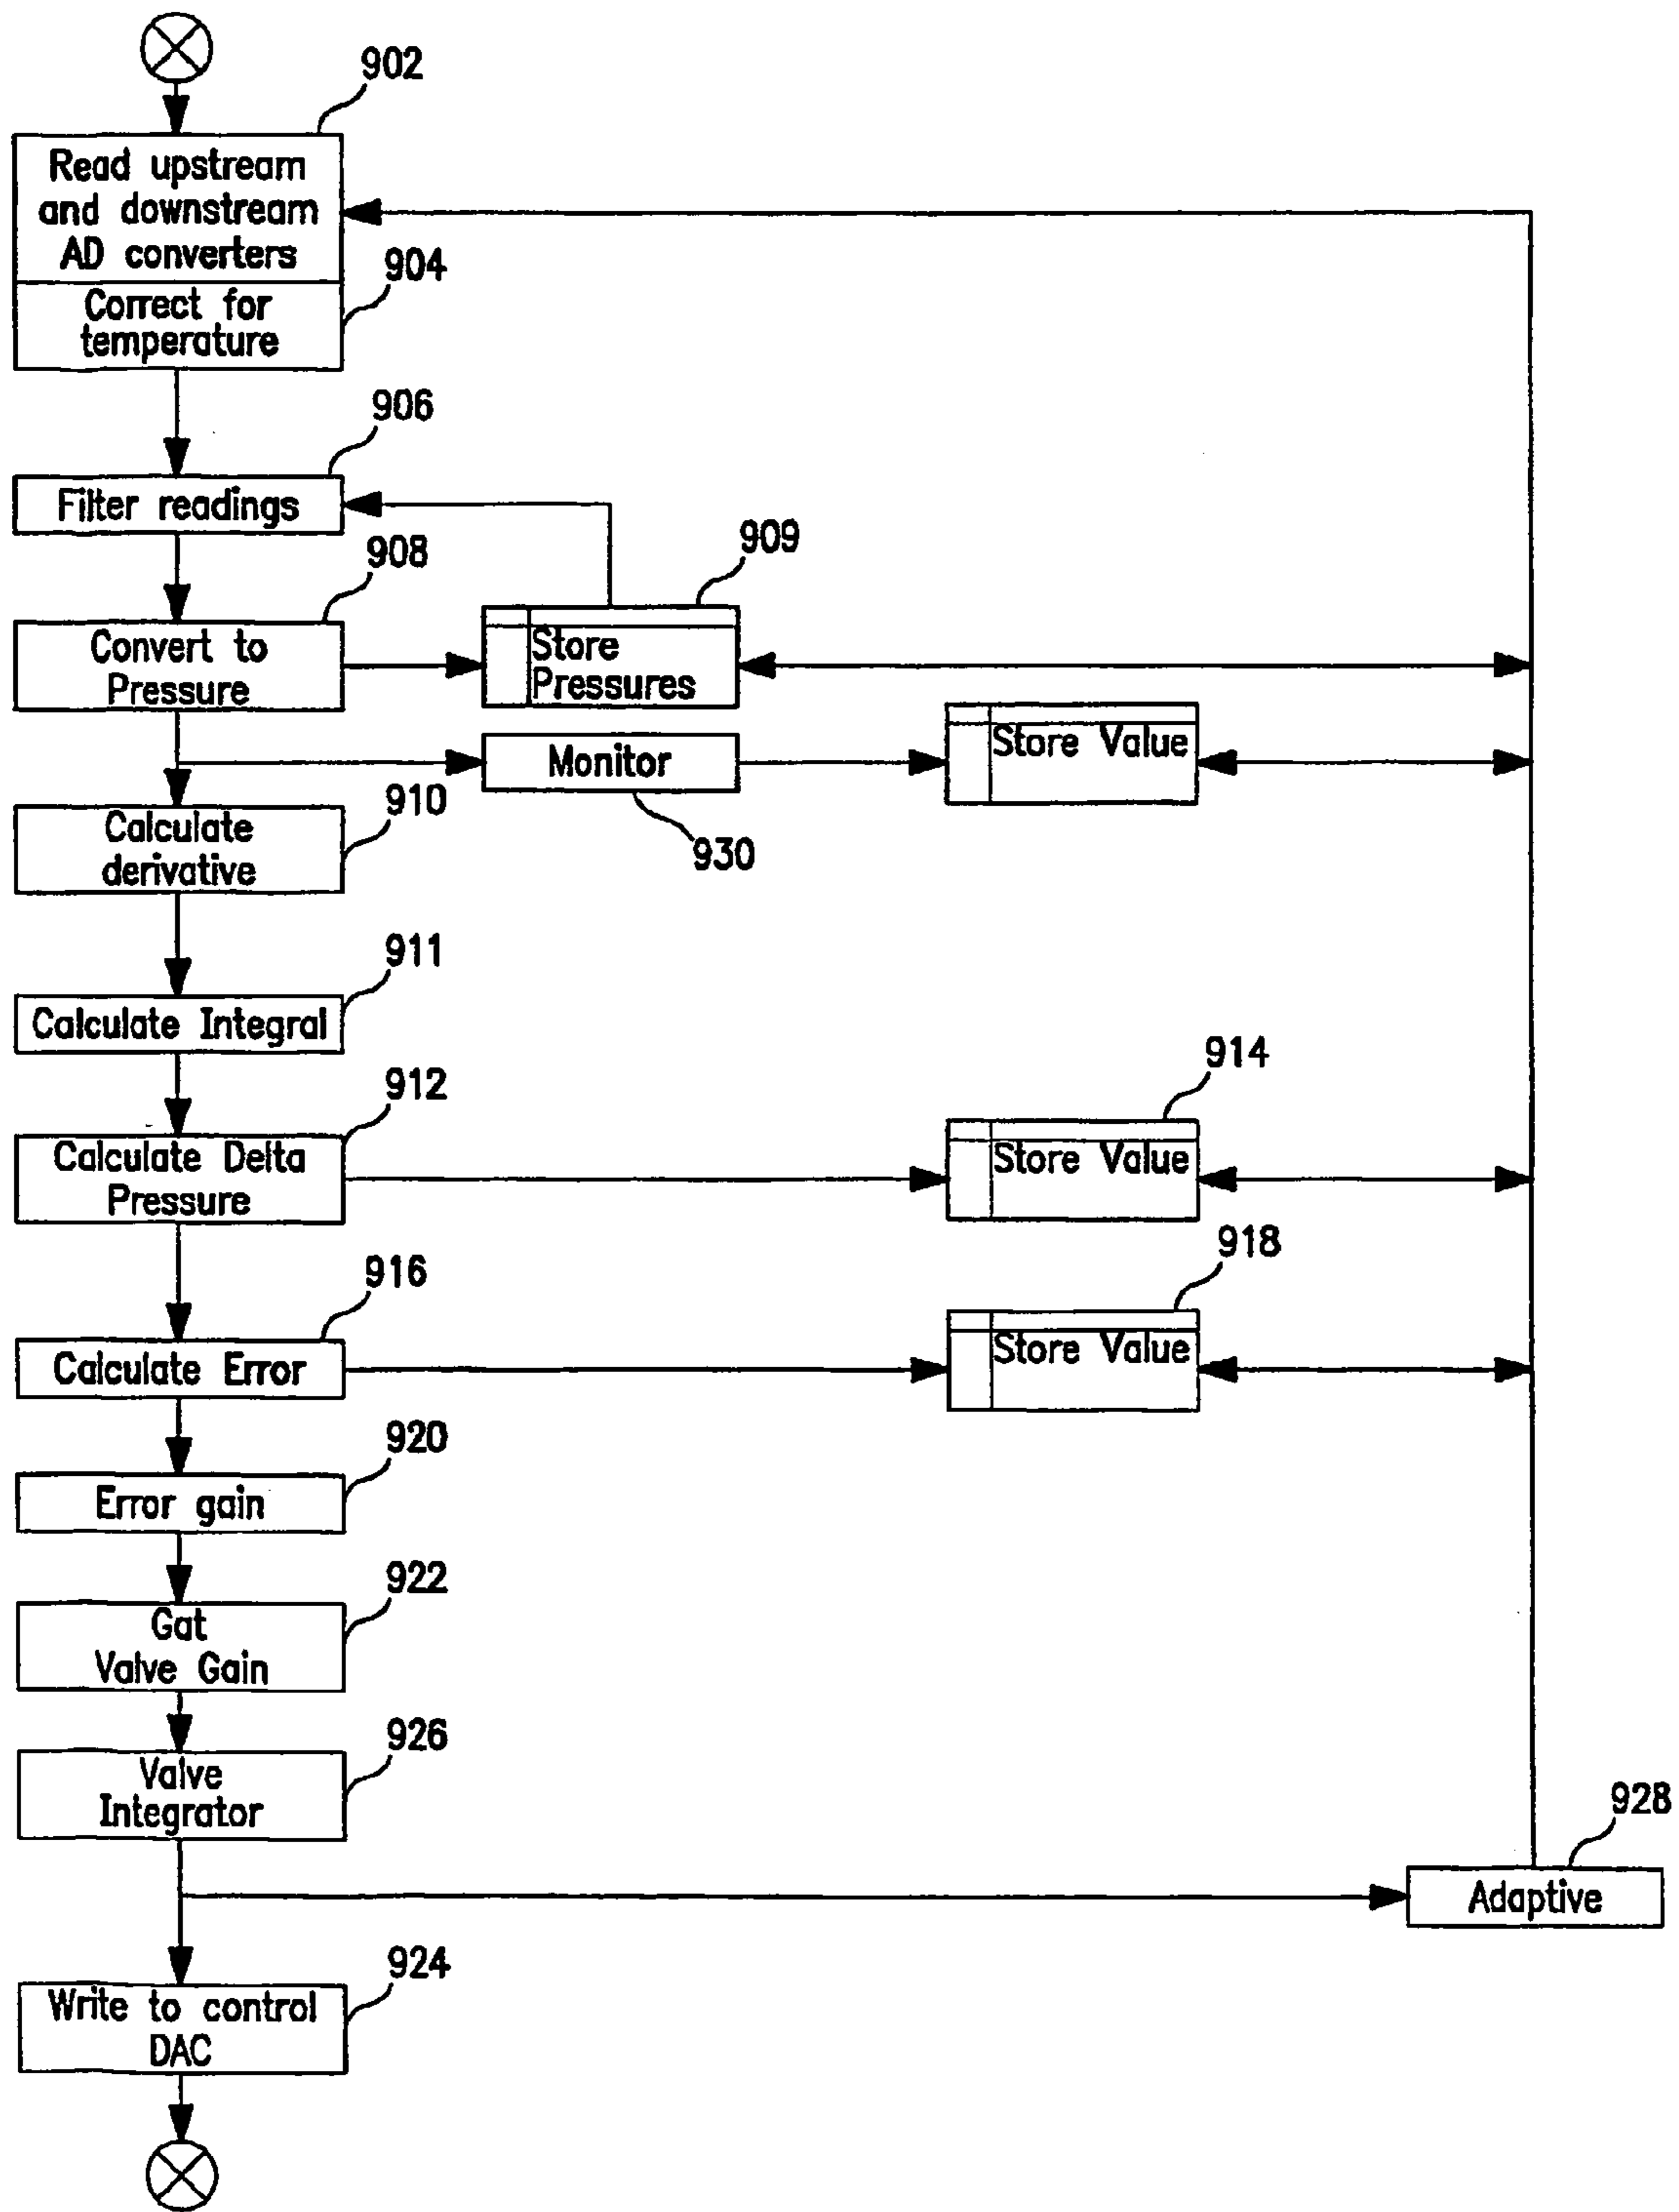 902
Read upstream
and downstream
AD converters
904
Correct for
temperature
906
Filter readings
908
909
Convert to
Pressure
Store
Pressures
Store Value
Monitor
930
910
Calculate
derivative
911
Calculate Integral
912
914
Calculate Delta
Pressure
Store Value
916
918
Calculate Error
Store Value
920
Error gain
922
Gat
Valve Gain
926
Valve
Integrator
928
Adaptive
924
Write to control
DAC